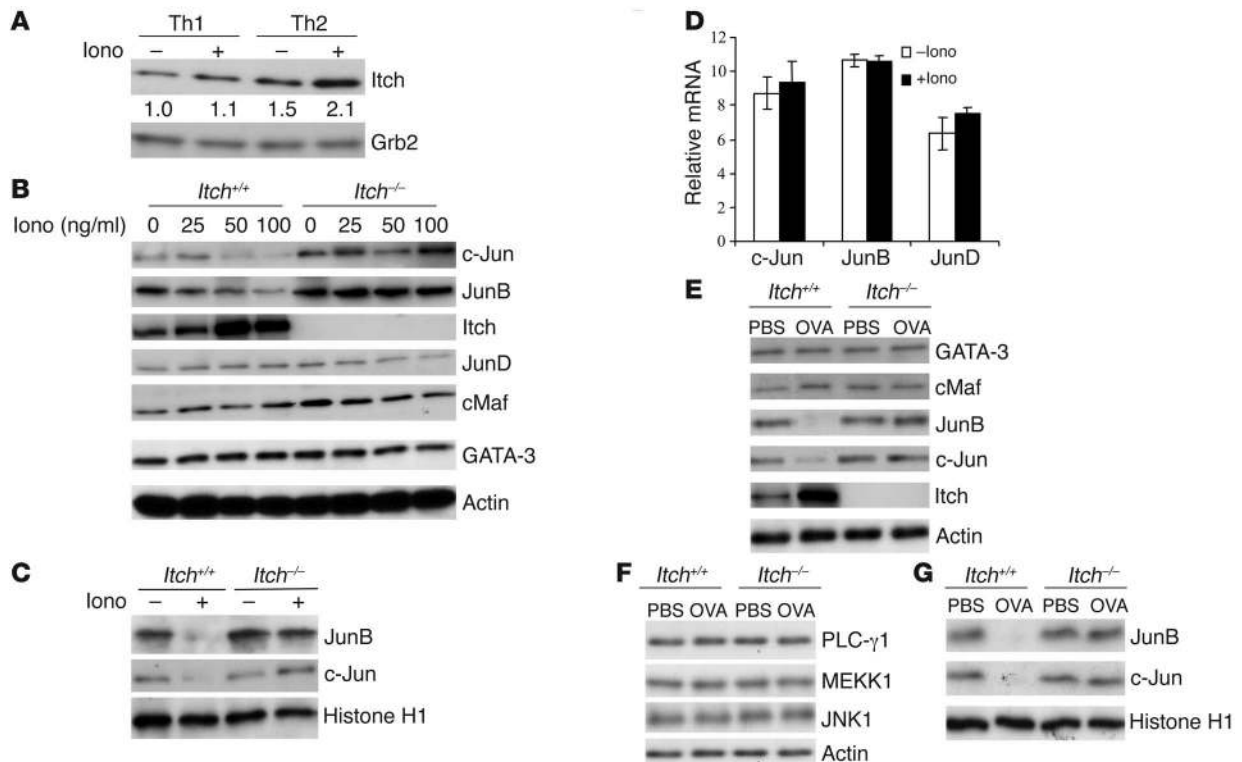 A
Th1 Th2
Iono – + – +
Itch
1.0 1.1 1.5 2.1
Grb2
B
Itch+/+ Itch–/–
Iono (ng/ml) 0 25 50 100 0 25 50 100
c-Jun
JunB
Itch
JunD
cMaf
GATA-3
Actin
C
Itch+/+ Itch–/–
Iono – + – +
JunB
c-Jun
Histone H1
D
Relative mRNA
12
10
8
6
4
2
0
–Iono
+Iono
c-Jun JunB JunD
E
Itch+/+ Itch–/–
PBS OVA PBS OVA
GATA-3
cMaf
JunB
c-Jun
Itch
Actin
F
Itch+/+ Itch–/–
PBS OVA PBS OVA
PLC-γ1
MEKK1
JNK1
Actin
G
Itch+/+ Itch–/–
PBS OVA PBS OVA
JunB
c-Jun
Histone H1